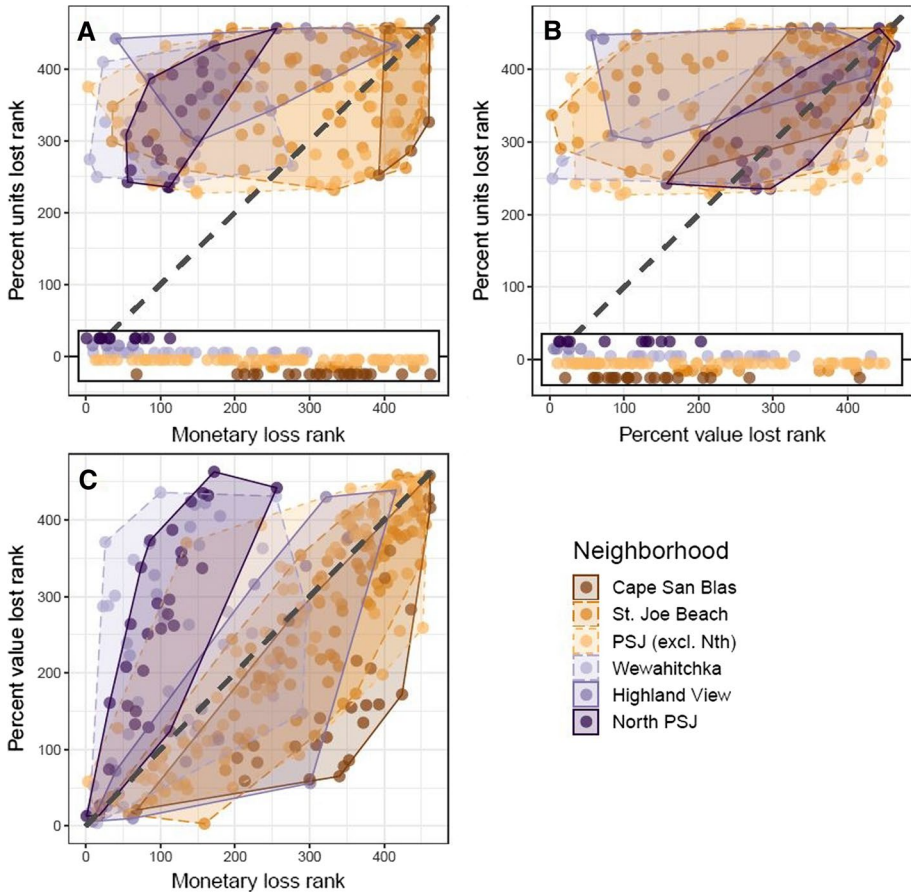 A
Percent units lost rank
400
300
200
100
0
0 100 200 300 400
Monetary loss rank
B
Percent units lost rank
400
300
200
100
0
0 100 200 300 400
Percent value lost rank
C
Percent value lost rank
400
300
200
100
0
0 100 200 300 400
Monetary loss rank
Neighborhood
Cape San Blas
St. Joe Beach
PSJ (excl. Nth)
Wewahitchka
Highland View
North PSJ